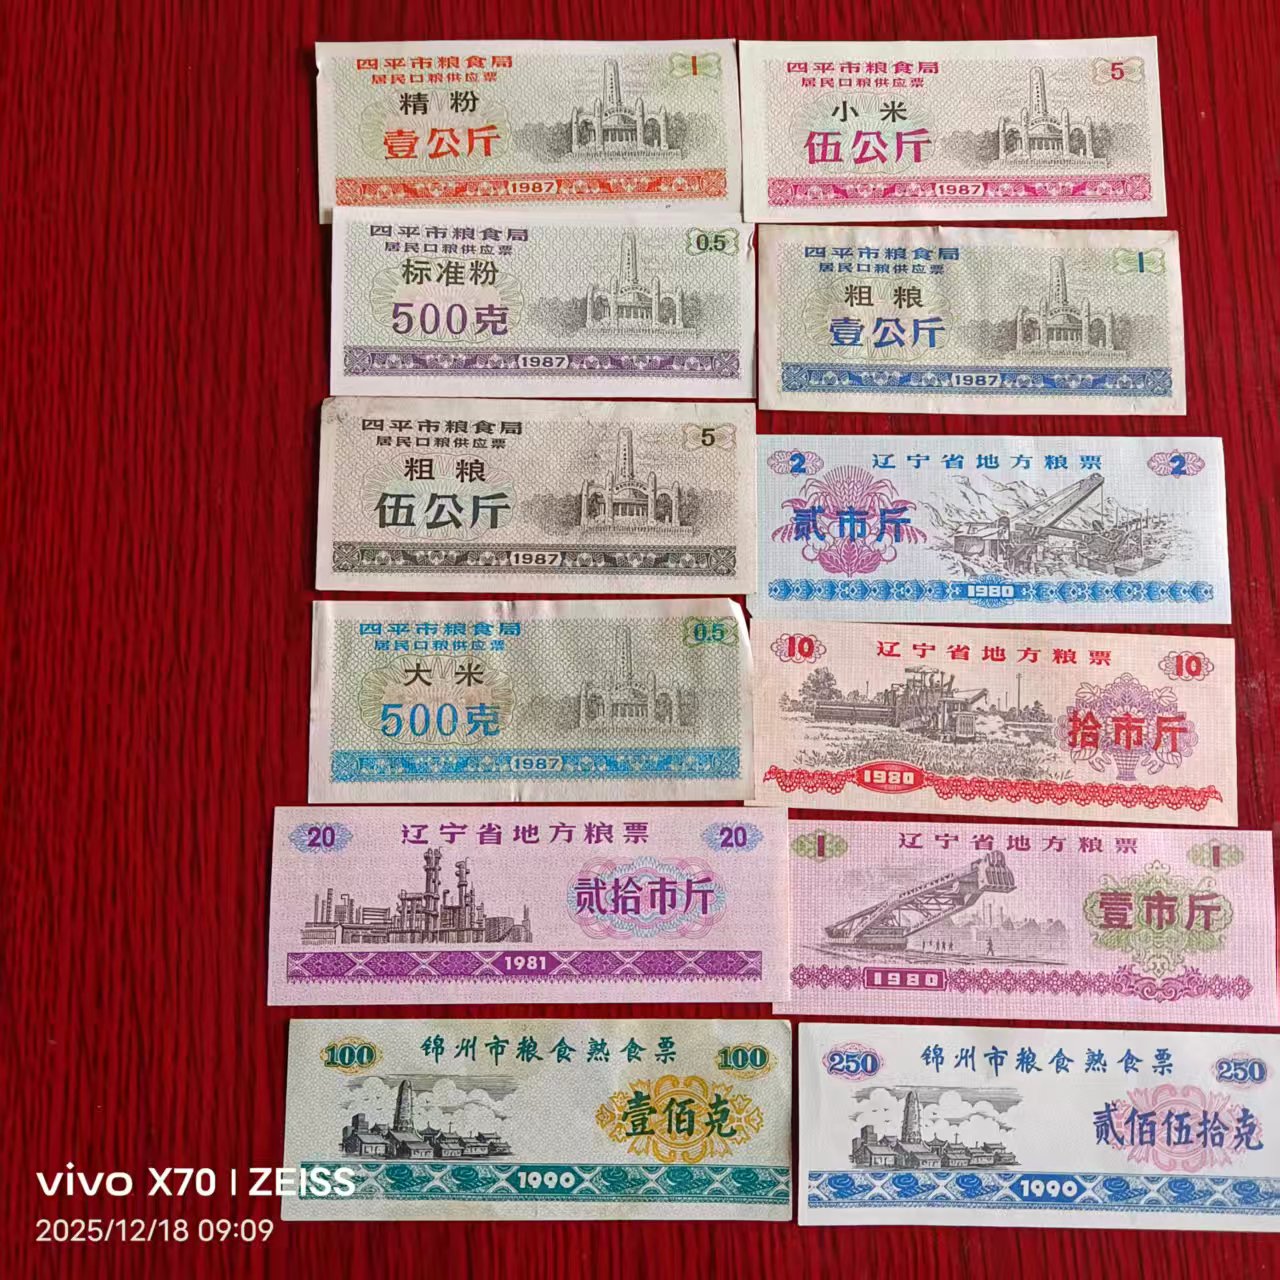 四平市粮食局
1
居民口粮供应票
精粉
壹公斤
1987
四平市粮食局
5
居民口粮供应票
小米
伍公斤
1987
四平市粮食局
0.5
居民口粮供应票
标准粉
500克
1987
四平市粮食局
1
居民口粮供应票
粗粮
壹公斤
1987
四平市粮食局
5
居民口粮供应票
粗粮
伍公斤
1987
2 辽宁省地方粮票 2
贰市斤
1980
四平市粮食局
0.5
居民口粮供应票
大米
500克
1987
10 辽宁省地方粮票 10
拾市斤
1980
20 辽宁省地方粮票 20
贰拾市斤
1981
1 辽宁省地方粮票 1
壹市斤
1980
100 锦州市粮食熟食票 100
壹佰克
1990
250 锦州市粮食熟食票 250
贰佰伍拾克
1990
vivo X70 | ZEISS
2025/12/18 09:09